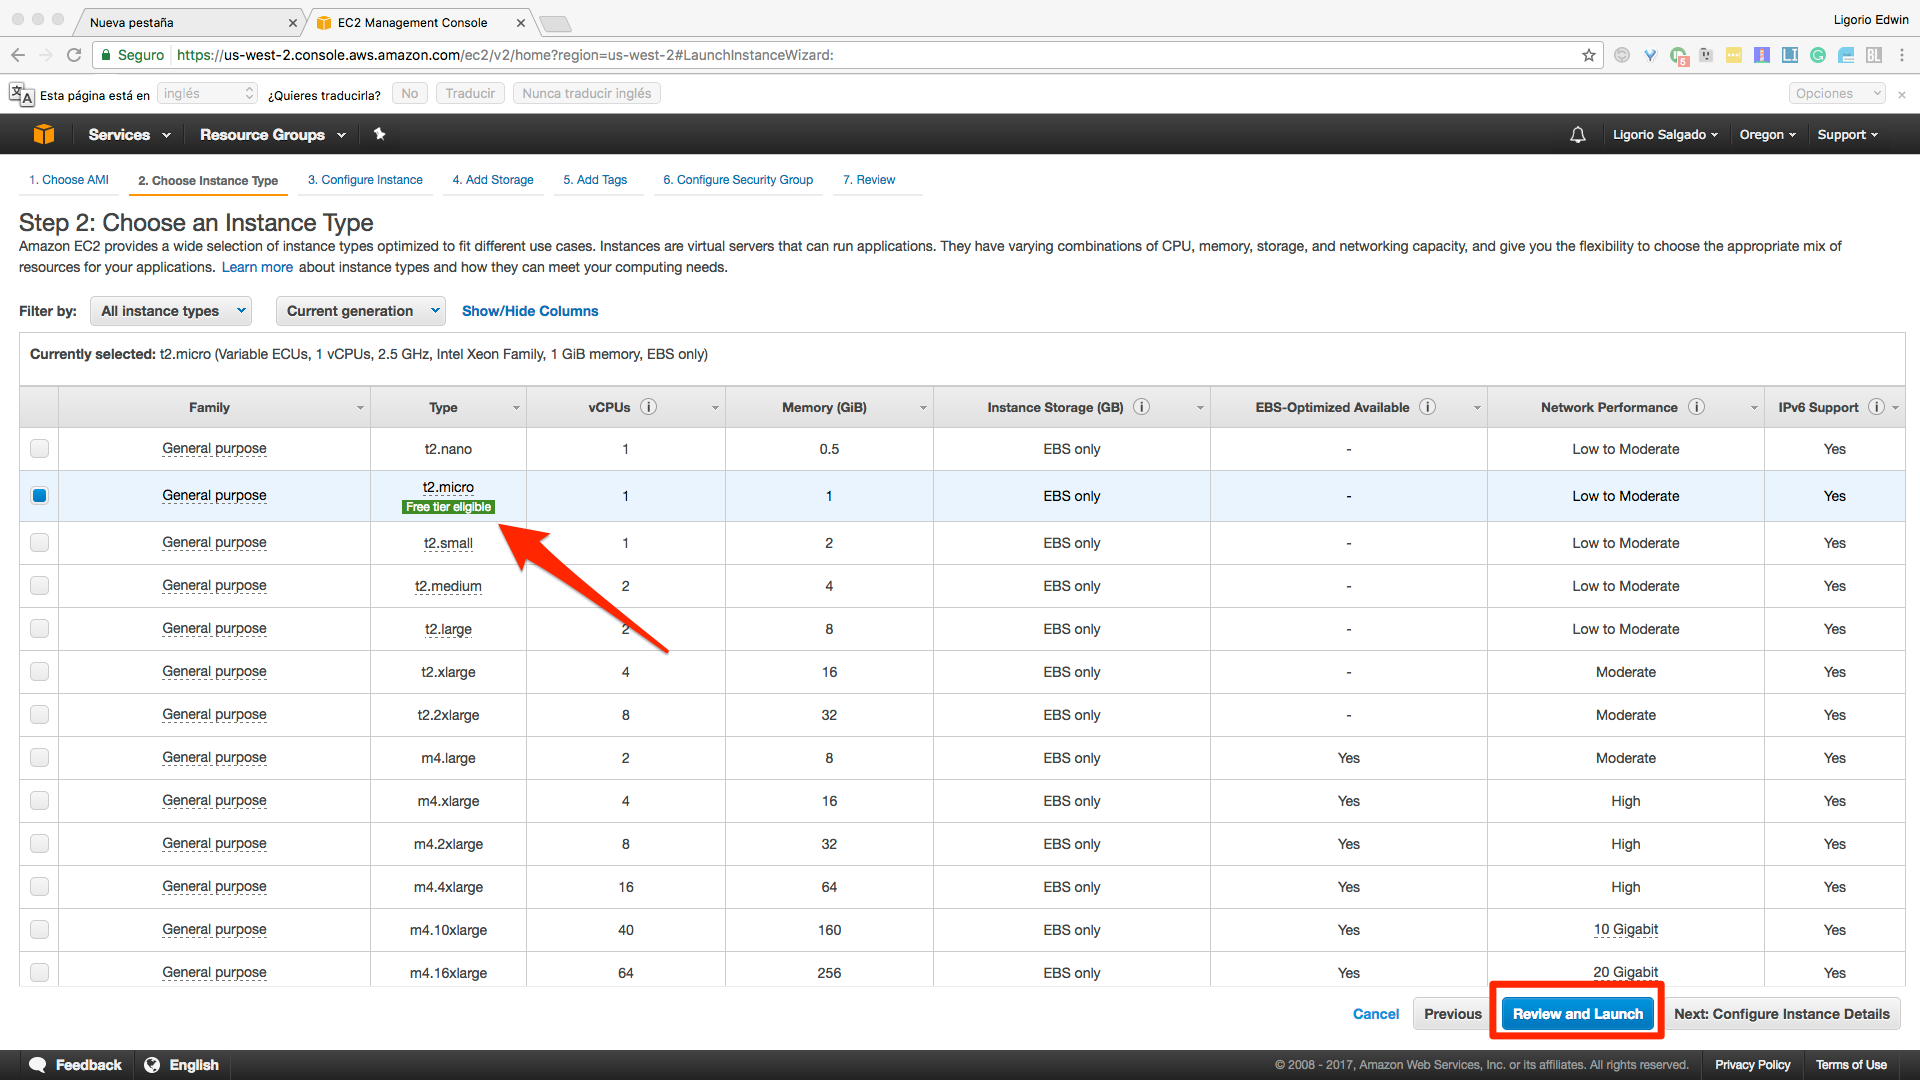 Nueva pestaña
EC2 Management Console
Ligorio Edwin
Seguro
https://us-west-2.console.aws.amazon.com/ec2/v2/home?region=us-west-2#LaunchInstanceWizard:
5
LI
BL
Esta página está en inglés ¿Quieres traducirla? No Traducir Nunca traducir inglés Opciones
Services Resource Groups Ligorio Salgado Oregon Support
1. Choose AMI 2. Choose Instance Type 3. Configure Instance 4. Add Storage 5. Add Tags 6. Configure Security Group 7. Review
Step 2: Choose an Instance Type
Amazon EC2 provides a wide selection of instance types optimized to fit different use cases. Instances are virtual servers that can run applications. They have varying combinations of CPU, memory, storage, and networking capacity, and give you the flexibility to choose the appropriate mix of
resources for your applications. Learn more about instance types and how they can meet your computing needs.
Filter by: All instance types Current generation Show/Hide Columns
Currently selected: t2.micro (Variable ECUs, 1 vCPUs, 2.5 GHz, Intel Xeon Family, 1 GiB memory, EBS only)
Family Type vCPUs Memory (GiB) Instance Storage (GB) EBS-Optimized Available Network Performance IPv6 Support
General purpose t2.nano 1 0.5 EBS only - Low to Moderate Yes
General purpose t2.micro 1 1 EBS only - Low to Moderate Yes
Free tier eligible
General purpose t2.small 1 2 EBS only - Low to Moderate Yes
General purpose t2.medium 2 4 EBS only - Low to Moderate Yes
General purpose t2.large 2 8 EBS only - Low to Moderate Yes
General purpose t2.xlarge 4 16 EBS only - Moderate Yes
General purpose t2.2xlarge 8 32 EBS only - Moderate Yes
General purpose m4.large 2 8 EBS only Yes Moderate Yes
General purpose m4.xlarge 4 16 EBS only Yes High Yes
General purpose m4.2xlarge 8 32 EBS only Yes High Yes
General purpose m4.4xlarge 16 64 EBS only Yes High Yes
General purpose m4.10xlarge 40 160 EBS only Yes 10 Gigabit Yes
General purpose m4.16xlarge 64 256 EBS only Yes 20 Gigabit Yes
Cancel Previous Review and Launch Next: Configure Instance Details
Feedback English © 2008 - 2017, Amazon Web Services, Inc. or its affiliates. All rights reserved. Privacy Policy Terms of Use